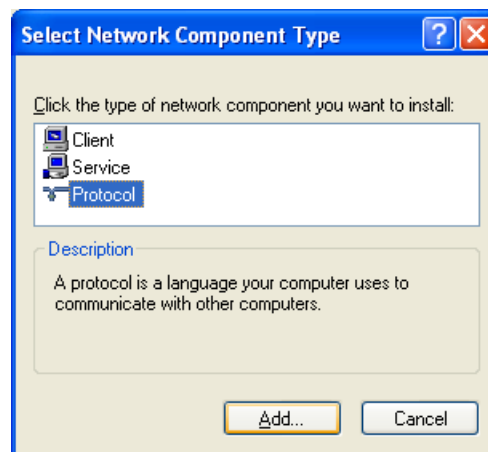 Select Network Component Type
?
Click the type of network component you want to install:
Client
Service
Protocol
Description
A protocol is a language your computer uses to
communicate with other computers.
Add...
Cancel